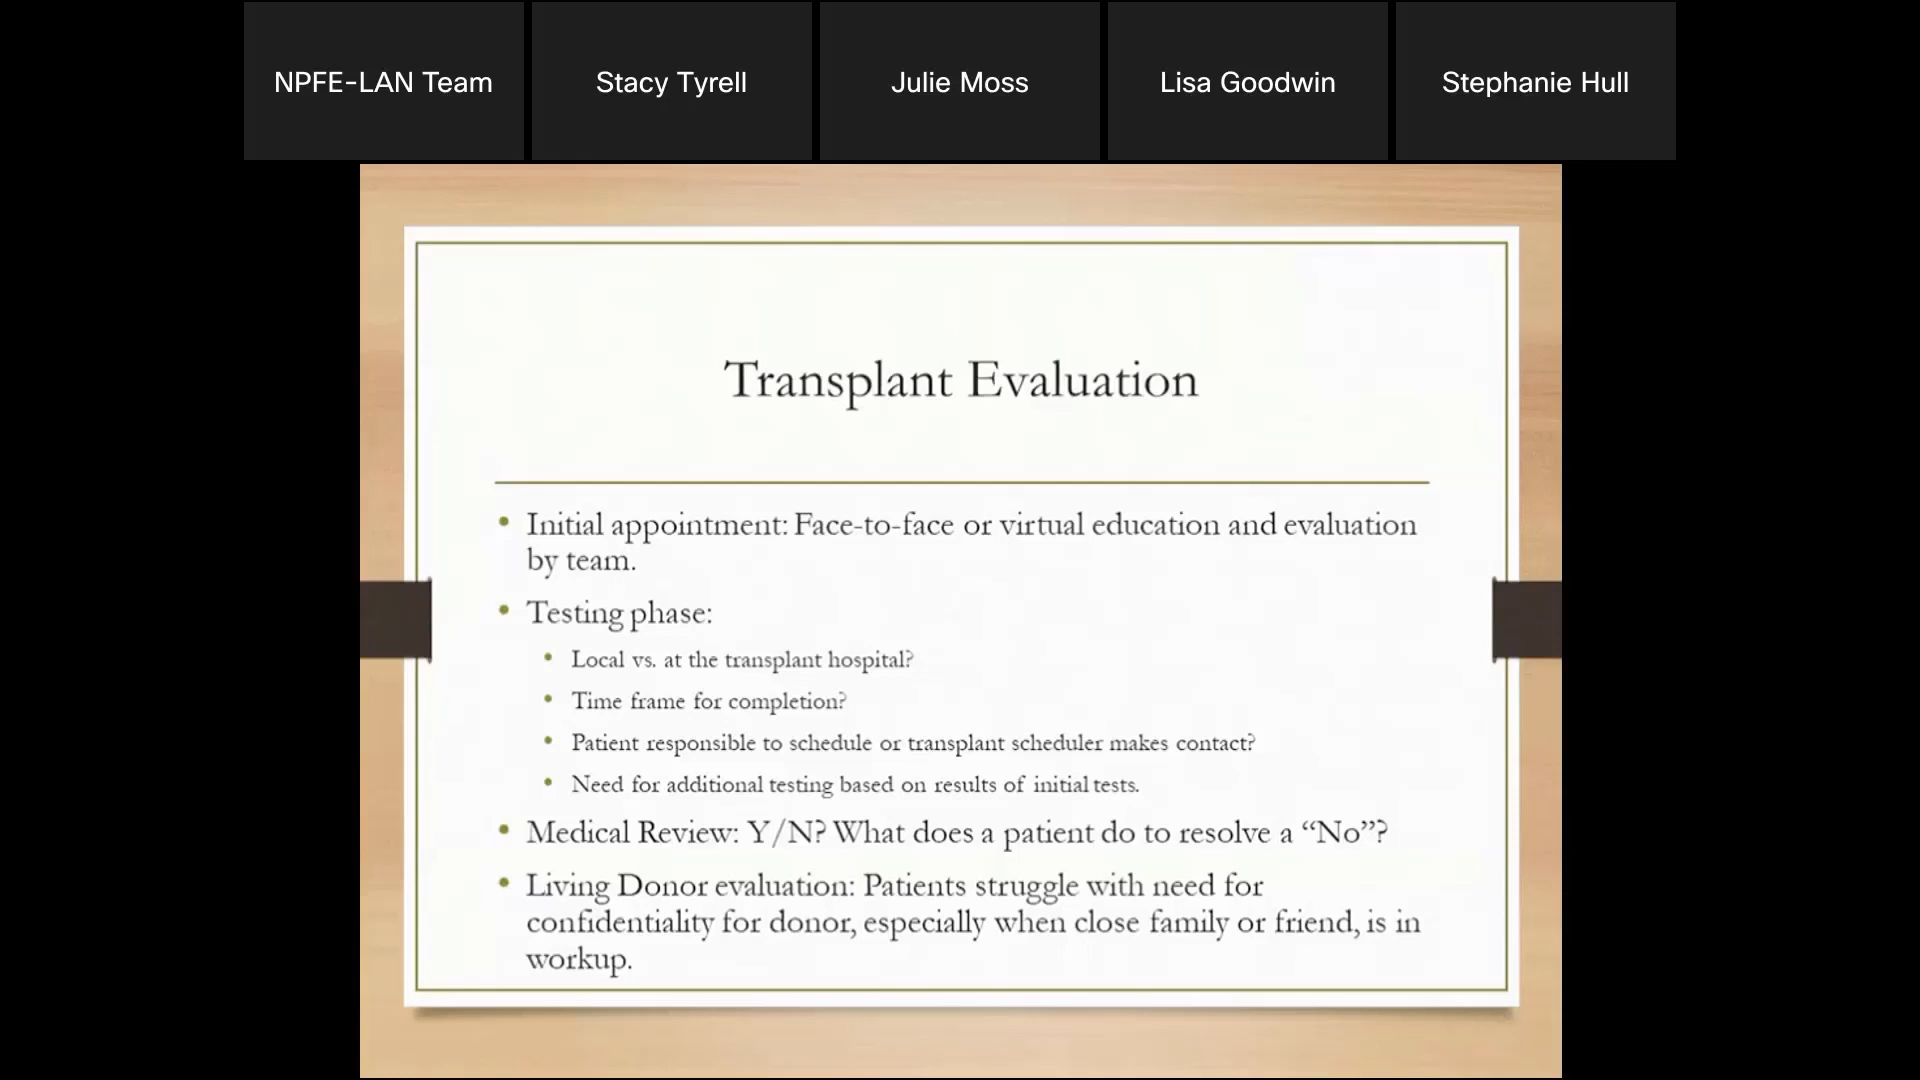 NPFE-LAN Team
Stacy Tyrell
Julie Moss
Lisa Goodwin
Stephanie Hull
Transplant Evaluation
• Initial appointment: Face-to-face or virtual education and evaluation
by team.
• Testing phase:
• Local vs. at the transplant hospital?
• Time frame for completion?
• Patient responsible to schedule or transplant scheduler makes contact?
• Need for additional testing based on results of initial tests.
• Medical Review: Y/N? What does a patient do to resolve a “No”?
• Living Donor evaluation: Patients struggle with need for
confidentiality for donor, especially when close family or friend, is in
workup.